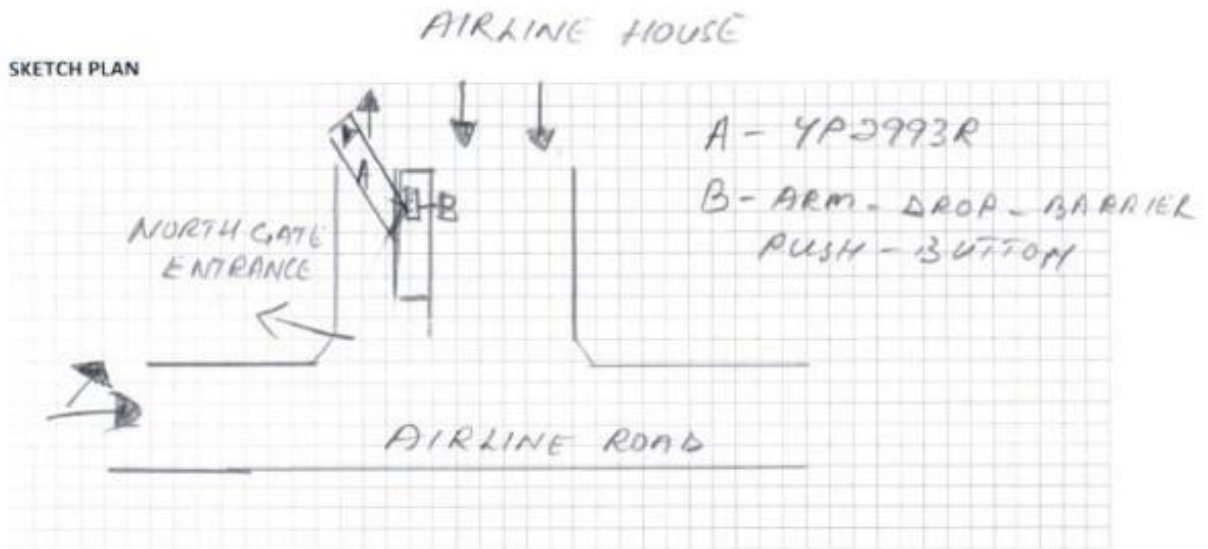 AIRLINE HOUSE
SKETCH PLAN
A - YP2993R
B - ARM - DROP - BARRIER
PUSH - BUTTON
A
B
NORTH GATE
ENTRANCE
AIRLINE ROAD